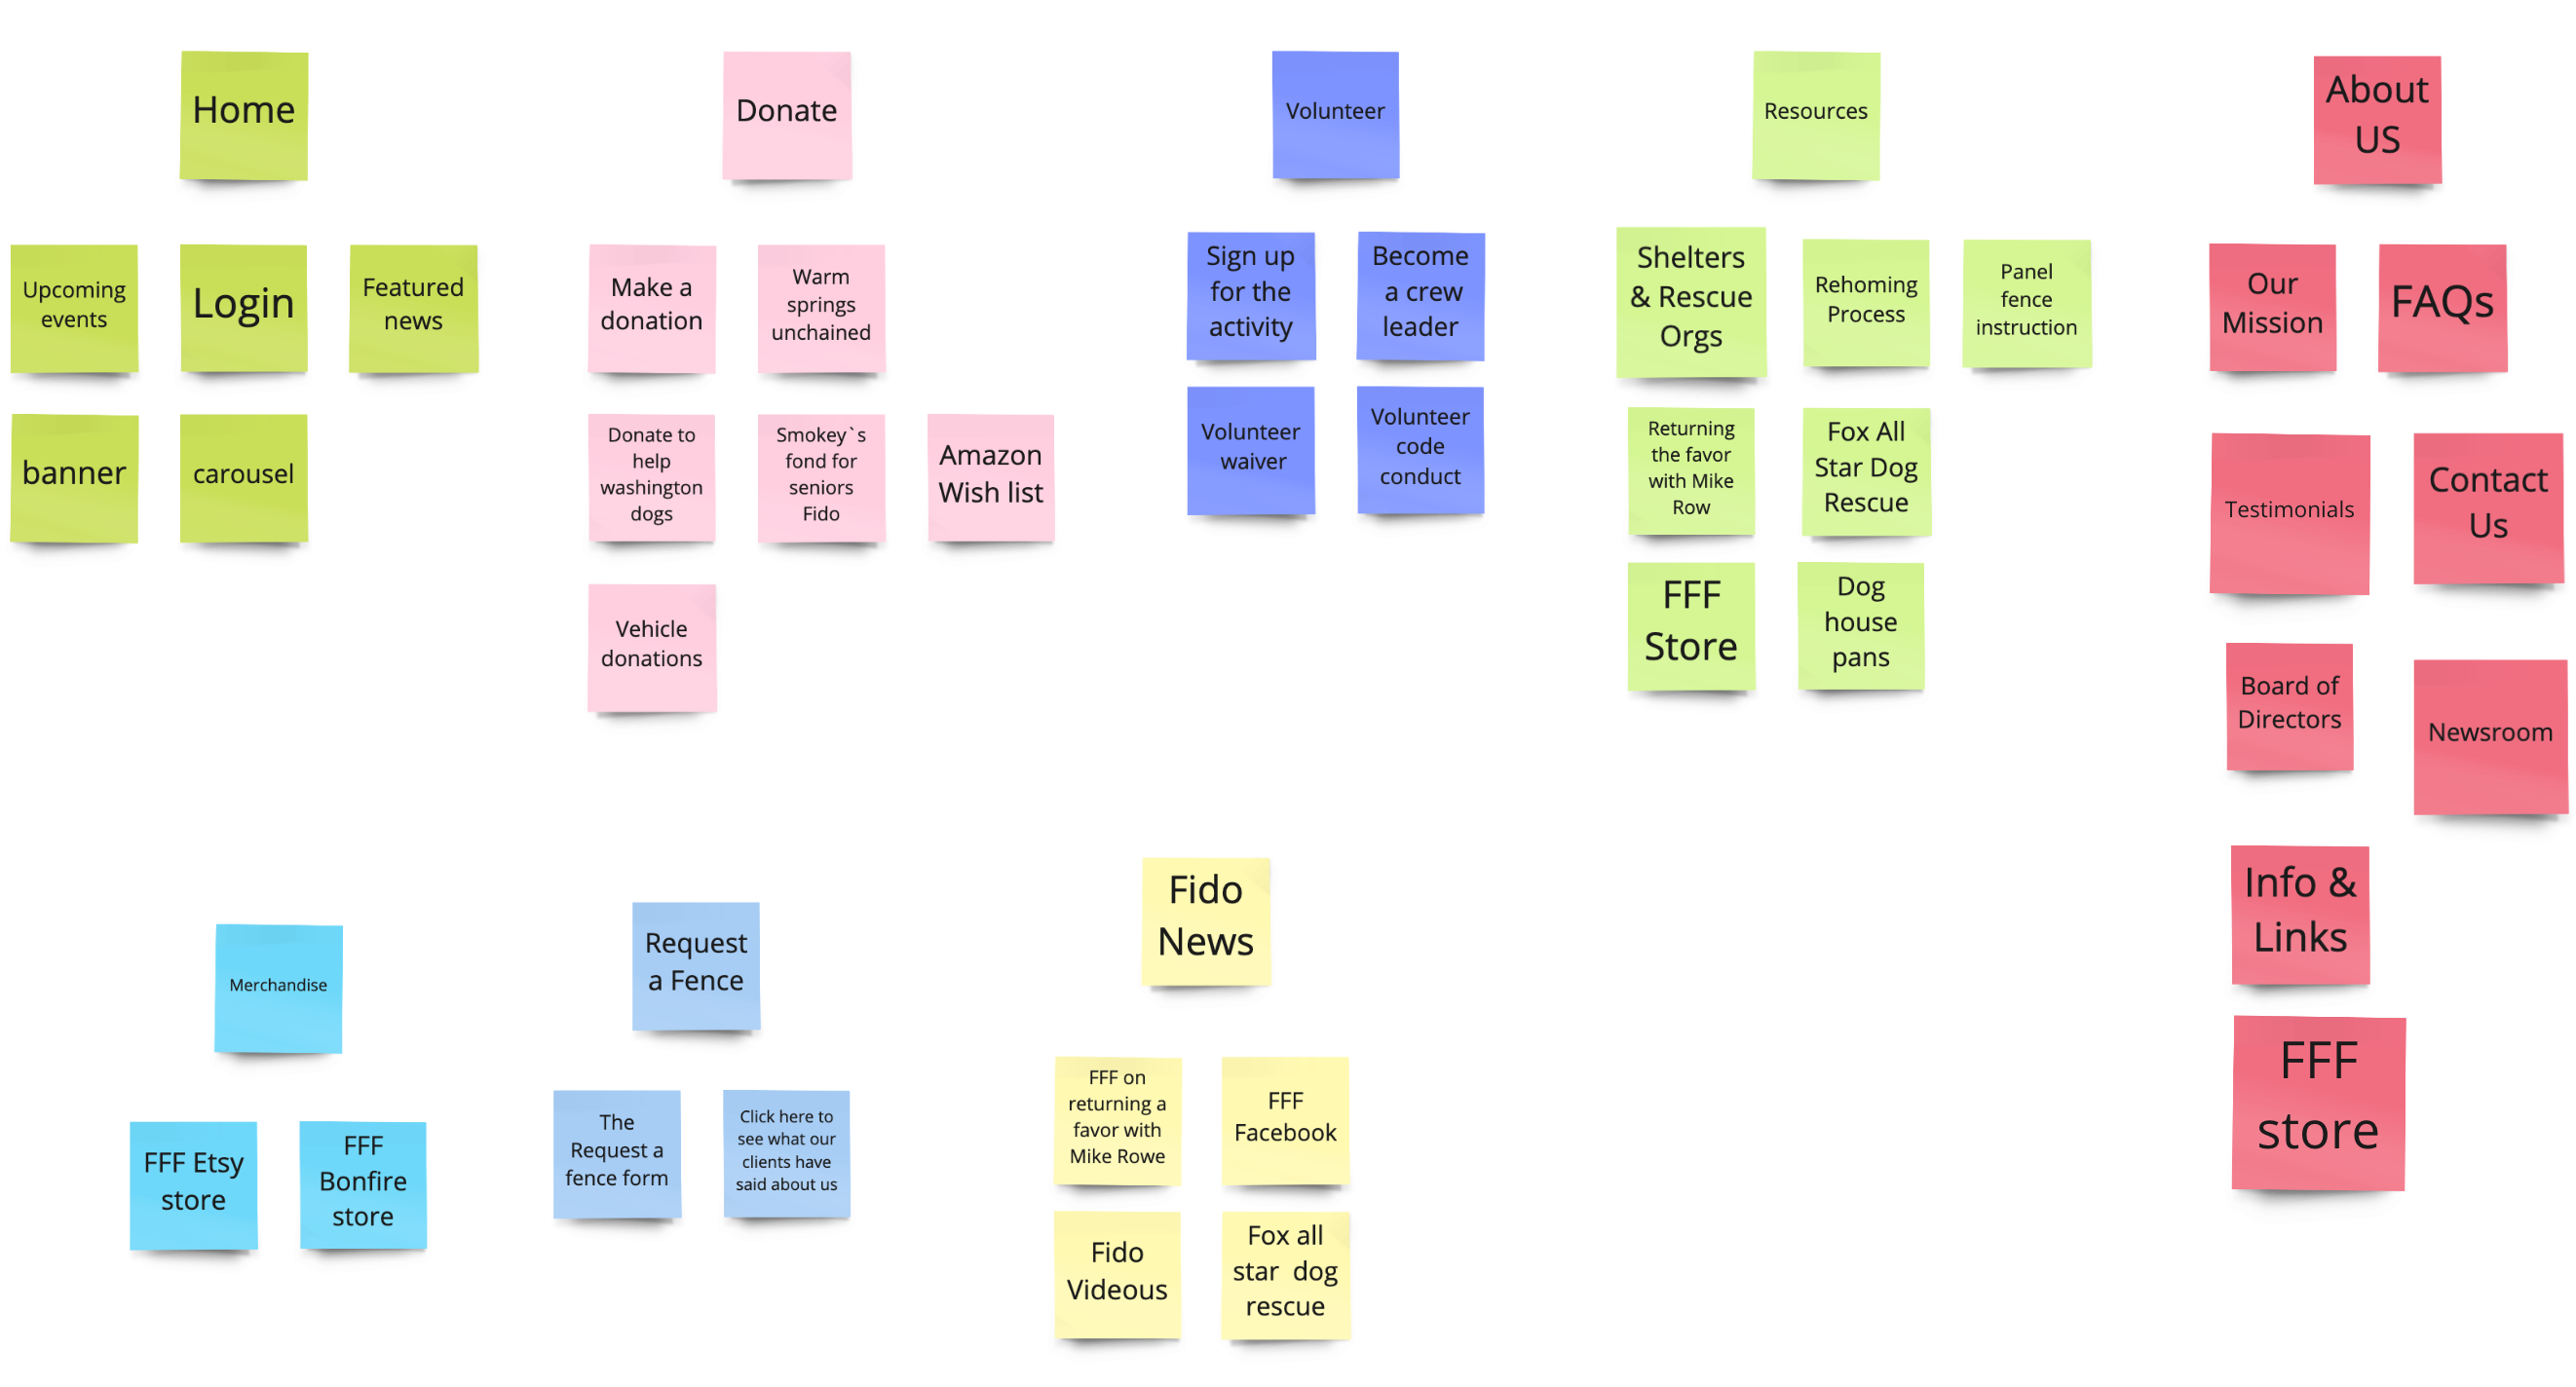 Home
Upcoming
events
Login
Featured
news
banner
carousel
Donate
Make a
donation
Warm
springs
unchained
Donate to
help
washington
dogs
Smokey`s
fond for
seniors
Fido
Amazon
Wish list
Vehicle
donations
Volunteer
Sign up
for the
activity
Become
a crew
leader
Volunteer
waiver
Volunteer
code
conduct
Resources
Shelters
& Rescue
Orgs
Rehoming
Process
Panel
fence
instruction
Returning
the favor
with Mike
Row
Fox All
Star Dog
Rescue
FFF
Store
Dog
house
pans
About
US
Our
Mission
FAQs
Testimonials
Contact
Us
Board of
Directors
Newsroom
Info &
Links
FFF
store
Merchandise
FFF Etsy
store
FFF
Bonfire
store
Request
a Fence
The
Request a
fence form
Click here to
see what our
clients have
said about us
Fido
News
FFF on
returning a
favor with
Mike Rowe
FFF
Facebook
Fido
Videous
Fox all
star dog
rescue